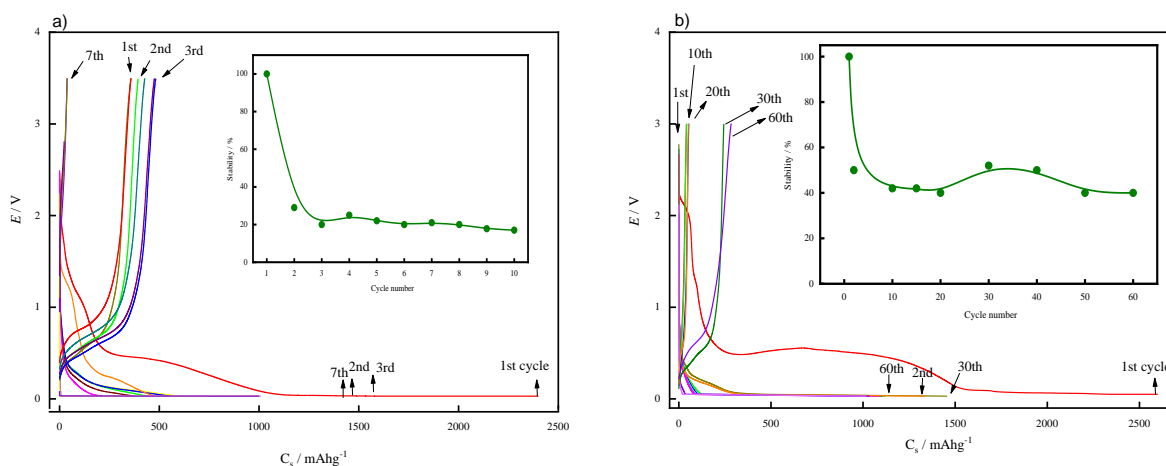 a)
4
3
2
1
0
E / V
0
500
1000
1500
2000
2500
C_s / mAhg^-1
7th
1st
2nd
3rd
7th
2nd
3rd
1st cycle
100
80
60
40
20
0
Stability / %
1
2
3
4
5
6
7
8
9
10
Cycle number
b)
4
3
2
1
0
E / V
0
500
1000
1500
2000
2500
C_s / mAhg^-1
1st
10th
20th
30th
60th
60th
2nd
30th
1st cycle
100
80
60
40
20
0
Stability / %
0
10
20
30
40
50
60
Cycle number